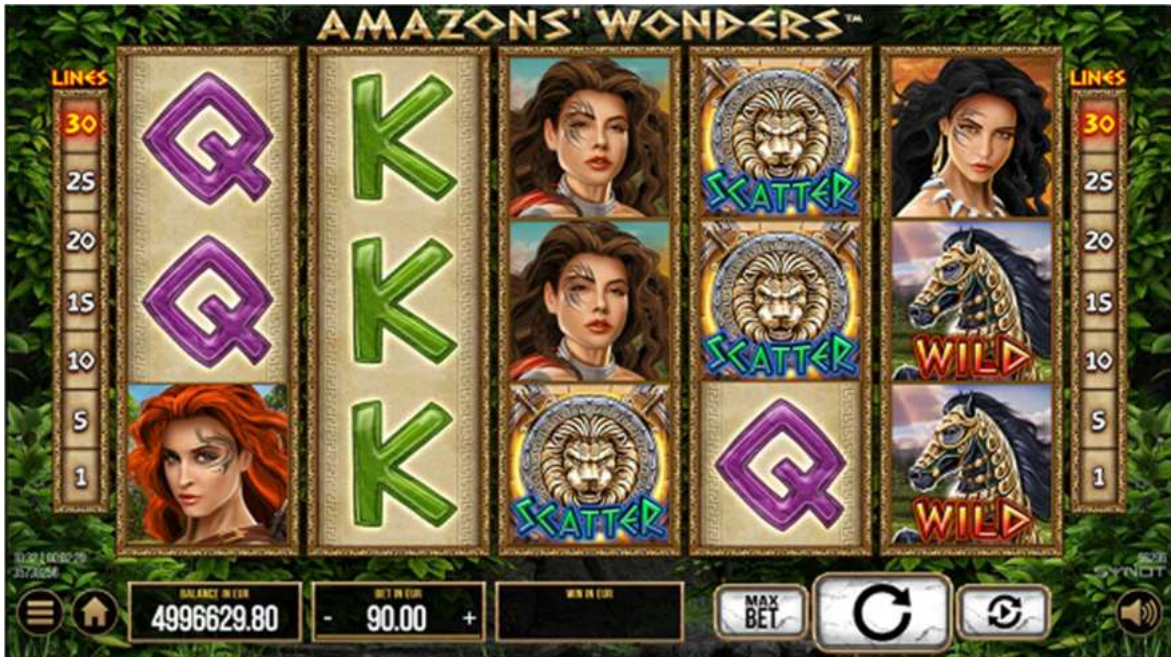 AMAZONS' WONDERS™
LINES
30
25
20
15
10
5
1
Q
Q
K
K
K
SCATTER
SCATTER
SCATTER
Q
WILD
WILD
LINES
30
25
20
15
10
5
1
SYNOT
BALANCE IN EUR
4996629.80
BET IN EUR
- 90.00 +
WIN IN EUR
MAX
BET